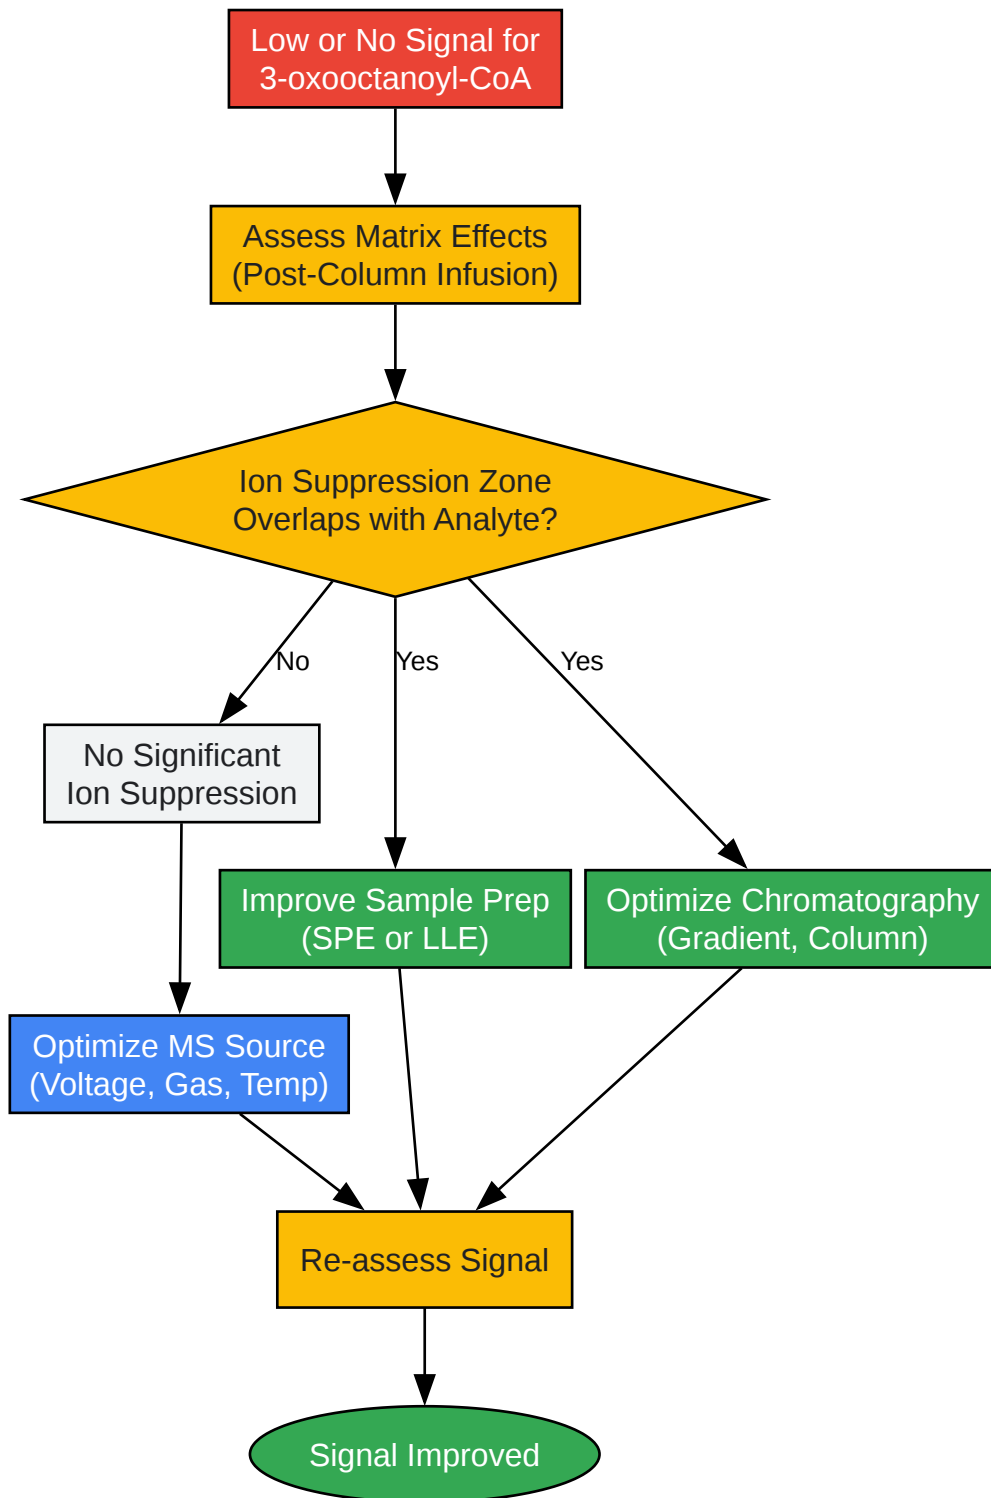 Low or No Signal for
3-oxooctanoyl-CoA
Assess Matrix Effects
(Post-Column Infusion)
Ion Suppression Zone
Overlaps with Analyte?
No
Yes
Yes
No Significant
Ion Suppression
Improve Sample Prep
(SPE or LLE)
Optimize Chromatography
(Gradient, Column)
Optimize MS Source
(Voltage, Gas, Temp)
Re-assess Signal
Signal Improved